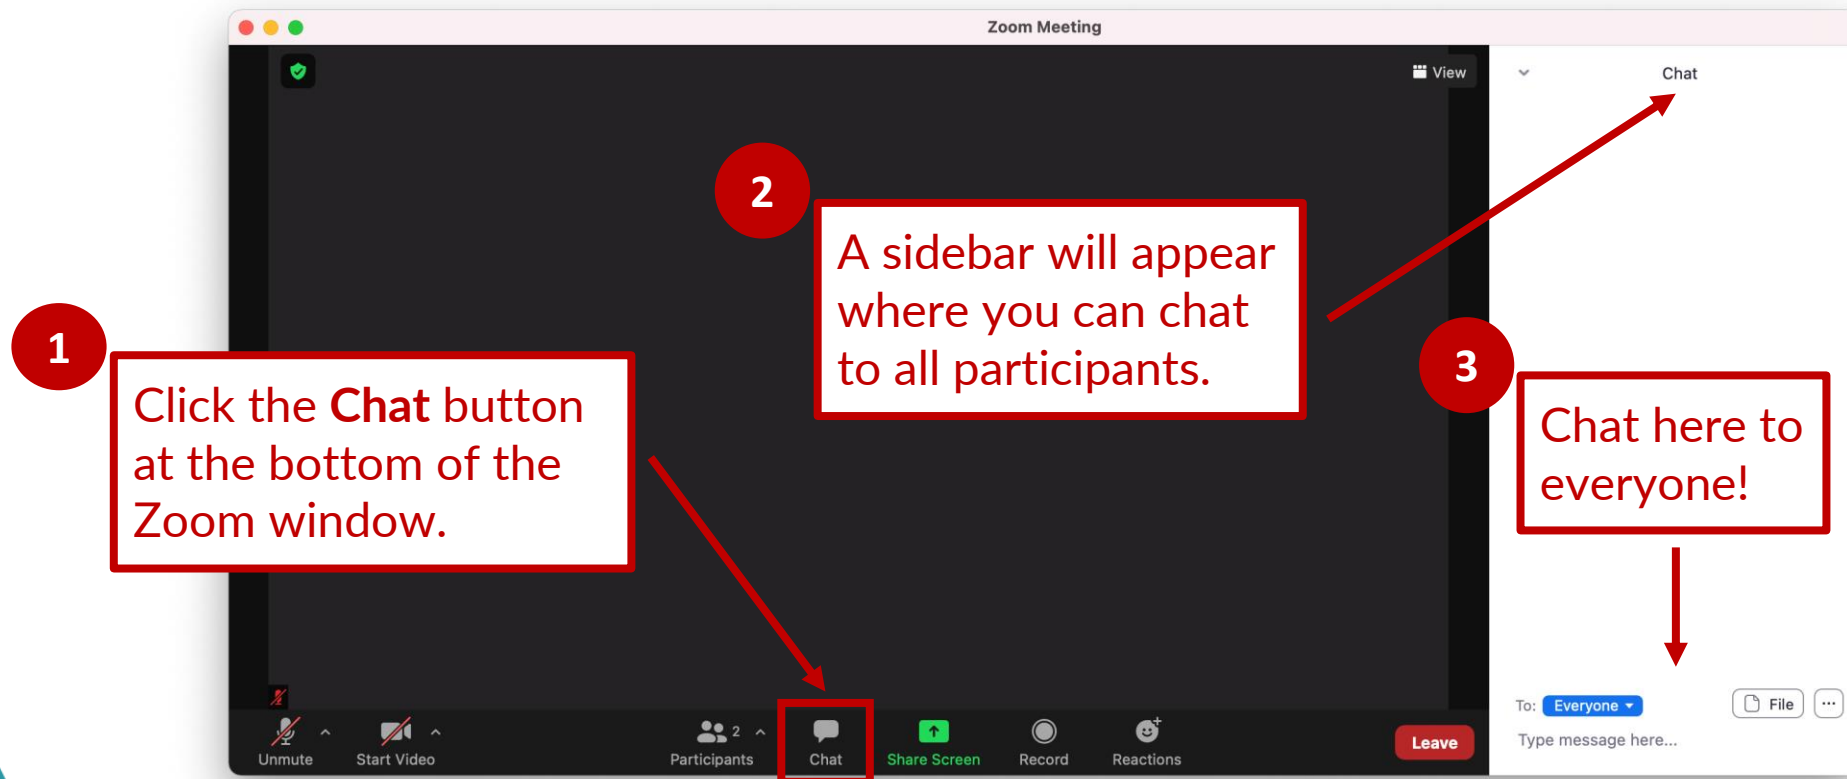 Zoom Meeting
View
Chat
2
A sidebar will appear
where you can chat
to all participants.
1
Click the Chat button
at the bottom of the
Zoom window.
3
Chat here to
everyone!
To: Everyone
File
Type message here...
Unmute
Start Video
2
Participants
Chat
Share Screen
Record
Reactions
Leave